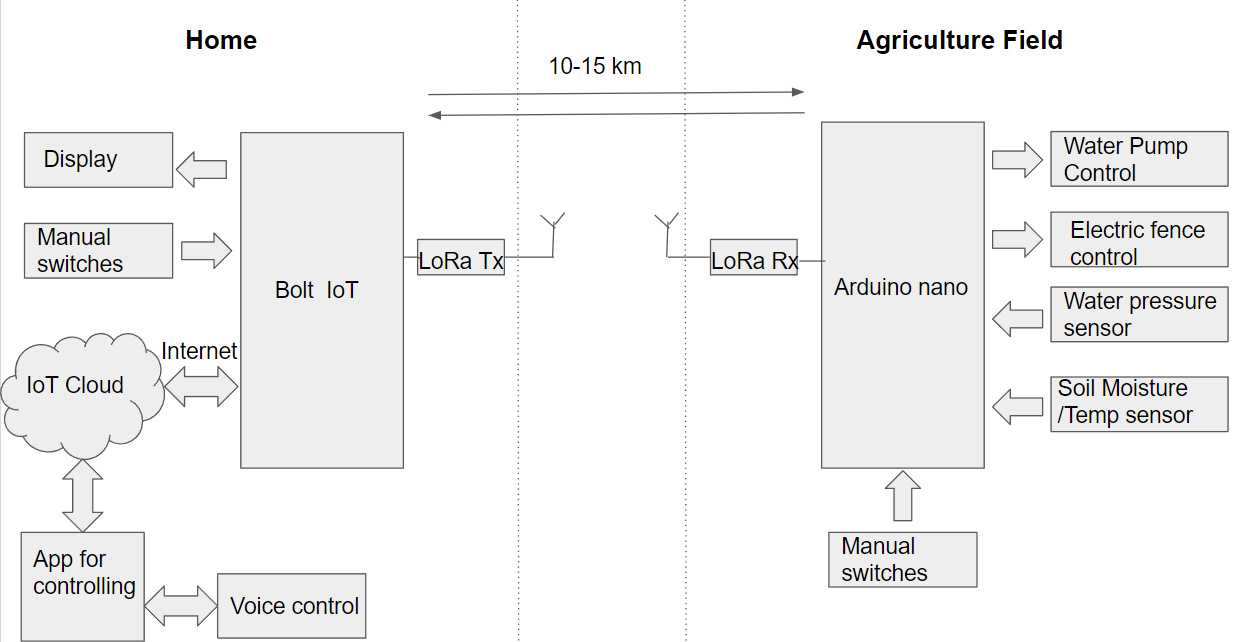 Home
Agriculture Field
10-15 km
Display
Manual
switches
Bolt IoT
LoRa Tx
LoRa Rx
Arduino nano
Water Pump
Control
Electric fence
control
Water pressure
sensor
Soil Moisture
/Temp sensor
Internet
IoT Cloud
App for
controlling
Voice control
Manual
switches